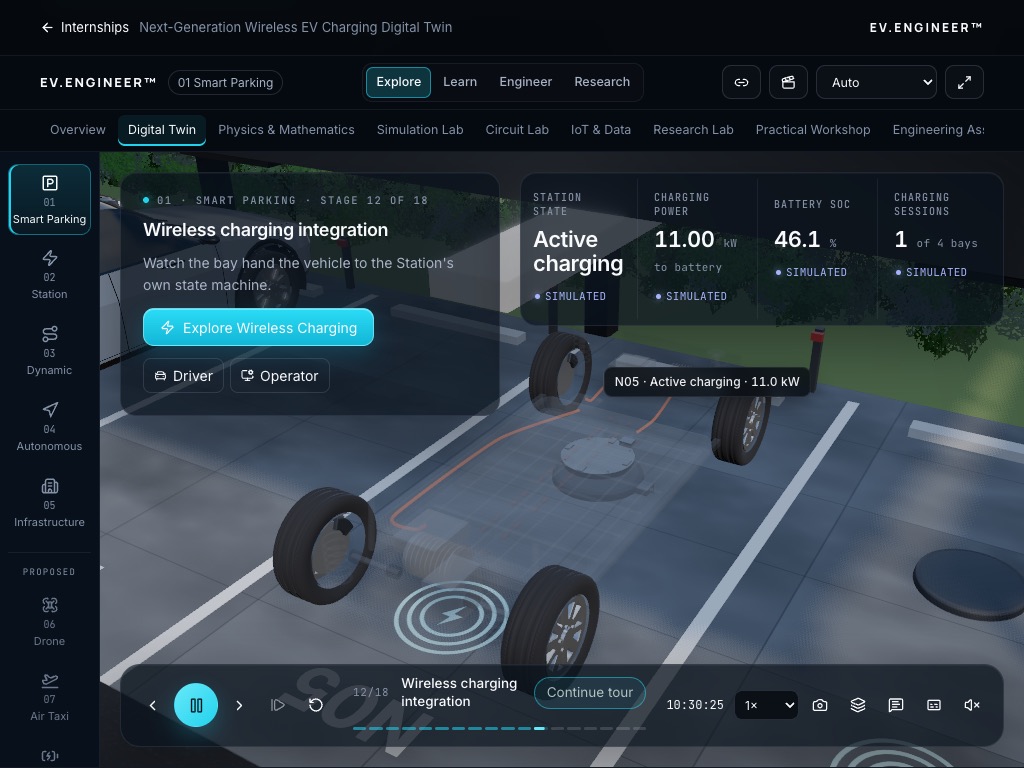 Internships Next-Generation Wireless EV Charging Digital Twin
EV.ENGINEER™
EV.ENGINEER™
01 Smart Parking
Explore
Learn
Engineer
Research
Auto
Overview
Digital Twin
Physics & Mathematics
Simulation Lab
Circuit Lab
IoT & Data
Research Lab
Practical Workshop
Engineering
01
Smart Parking
02
Station
03
Dynamic
04
Autonomous
05
Infrastructure
PROPOSED
06
Drone
07
Air Taxi
01 · SMART PARKING · STAGE 12 OF 18
Wireless charging integration
Watch the bay hand the vehicle to the Station's
own state machine.
Explore Wireless Charging
Driver
Operator
STATION
STATE
Active
charging
SIMULATED
CHARGING
POWER
11.00 kW
to battery
SIMULATED
BATTERY SOC
46.1 %
SIMULATED
CHARGING
SESSIONS
1 of 4 bays
SIMULATED
N05 · Active charging · 11.0 kW
N05
12/18
Wireless charging
integration
Continue tour
10:30:25
1×